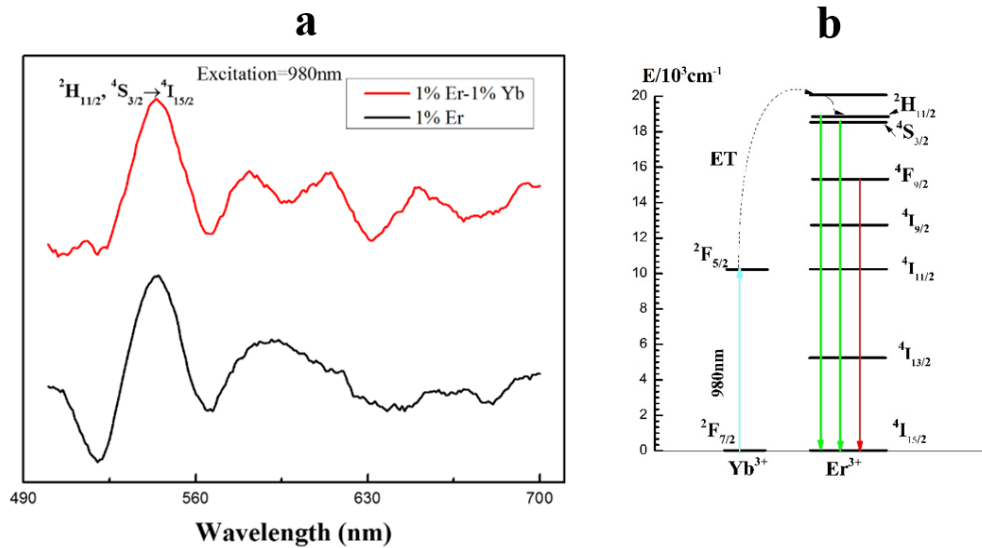 a
Excitation=980nm
²H₁₁/₂, ⁴S₃/₂→⁴I₁₅/₂
1% Er-1% Yb
1% Er
490
560
630
700
Wavelength (nm)
b
E/10³cm⁻¹
20
18
16
14
12
10
8
6
4
2
0
ET
²H₁₁/₂
⁴S₃/₂
⁴F₉/₂
⁴I₉/₂
²F₅/₂
⁴I₁₁/₂
⁴I₁₃/₂
980nm
²F₇/₂
⁴I₁₅/₂
Yb³⁺
Er³⁺